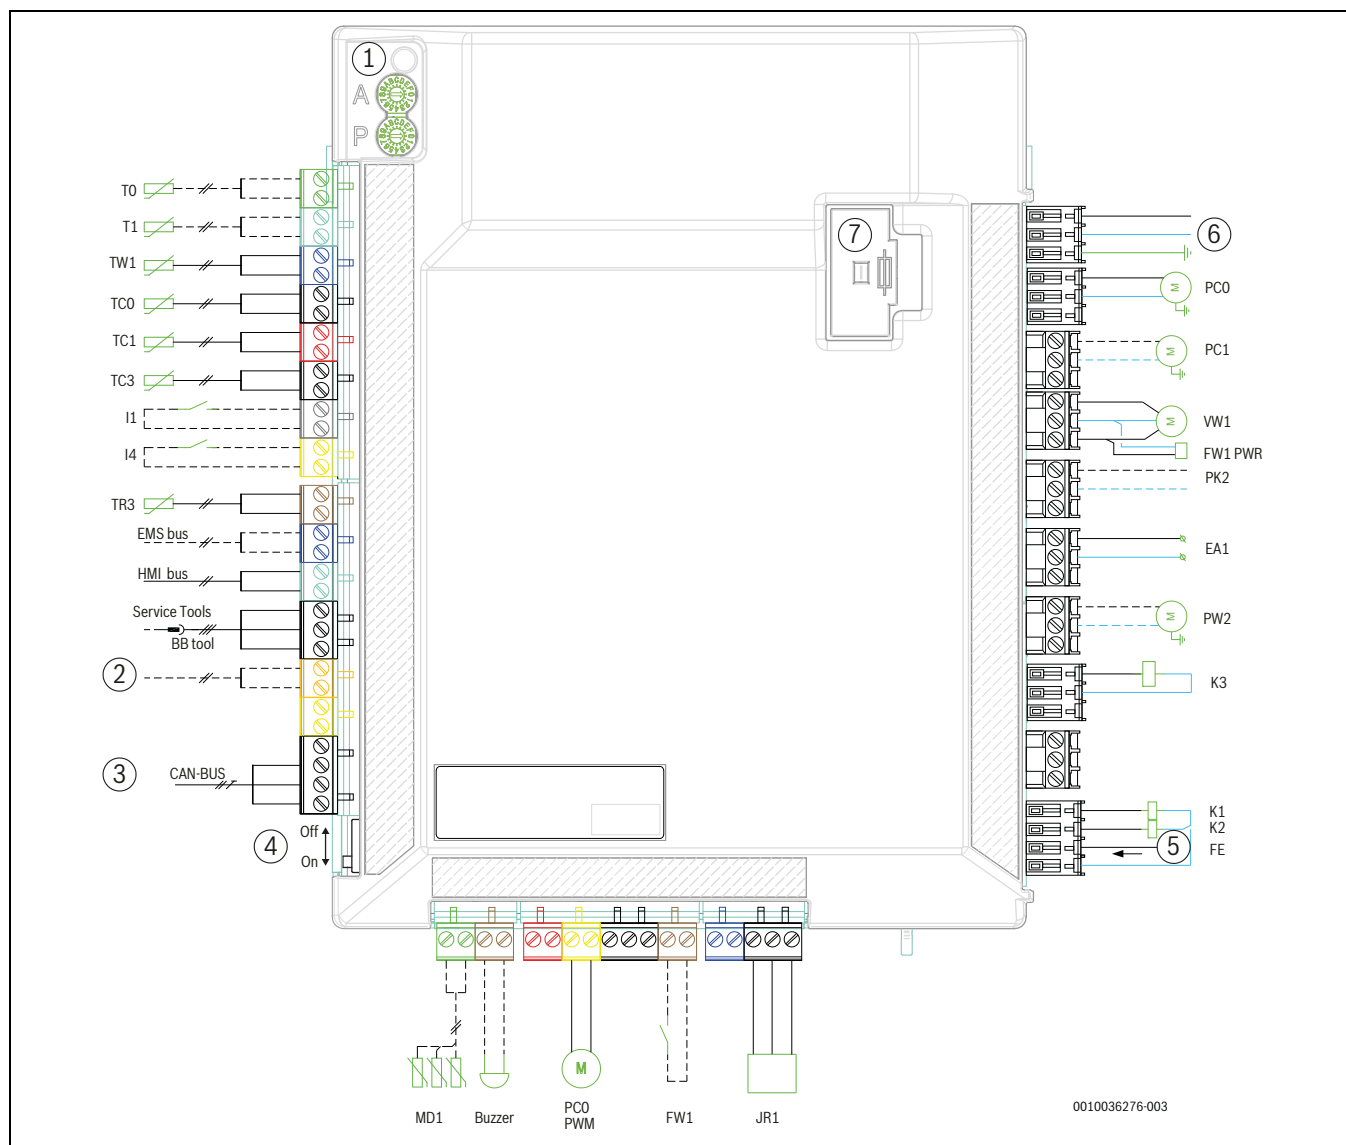 1
A
P
T0
T1
TW1
TC0
TC1
TC3
I1
I4
TR3
EMS bus
HMI bus
Service Tools
BB tool
2
3
CAN-BUS
4
Off
On
7
6
PC0
M
PC1
M
VW1
M
FW1 PWR
PK2
EA1
PW2
M
K3
K1
K2
5
FE
M
MD1
Buzzer
PC0
PWM
FW1
JR1
0010036276-003